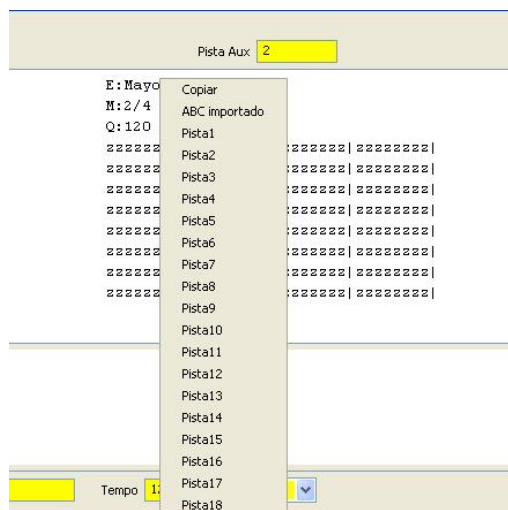 Pista Aux 2
E:Mayo
M:2/4
Q:120
zzzzzz zzzzzz|zzzzzzzz|
zzzzzz zzzzzz|zzzzzzzz|
zzzzzz zzzzzz|zzzzzzzz|
zzzzzz zzzzzz|zzzzzzzz|
zzzzzz zzzzzz|zzzzzzzz|
zzzzzz zzzzzz|zzzzzzzz|
zzzzzz zzzzzz|zzzzzzzz|
zzzzzz zzzzzz|zzzzzzzz|
Copiar
ABC importado
Pista1
Pista2
Pista3
Pista4
Pista5
Pista6
Pista7
Pista8
Pista9
Pista10
Pista11
Pista12
Pista13
Pista14
Pista15
Pista16
Pista17
Pista18
Tempo